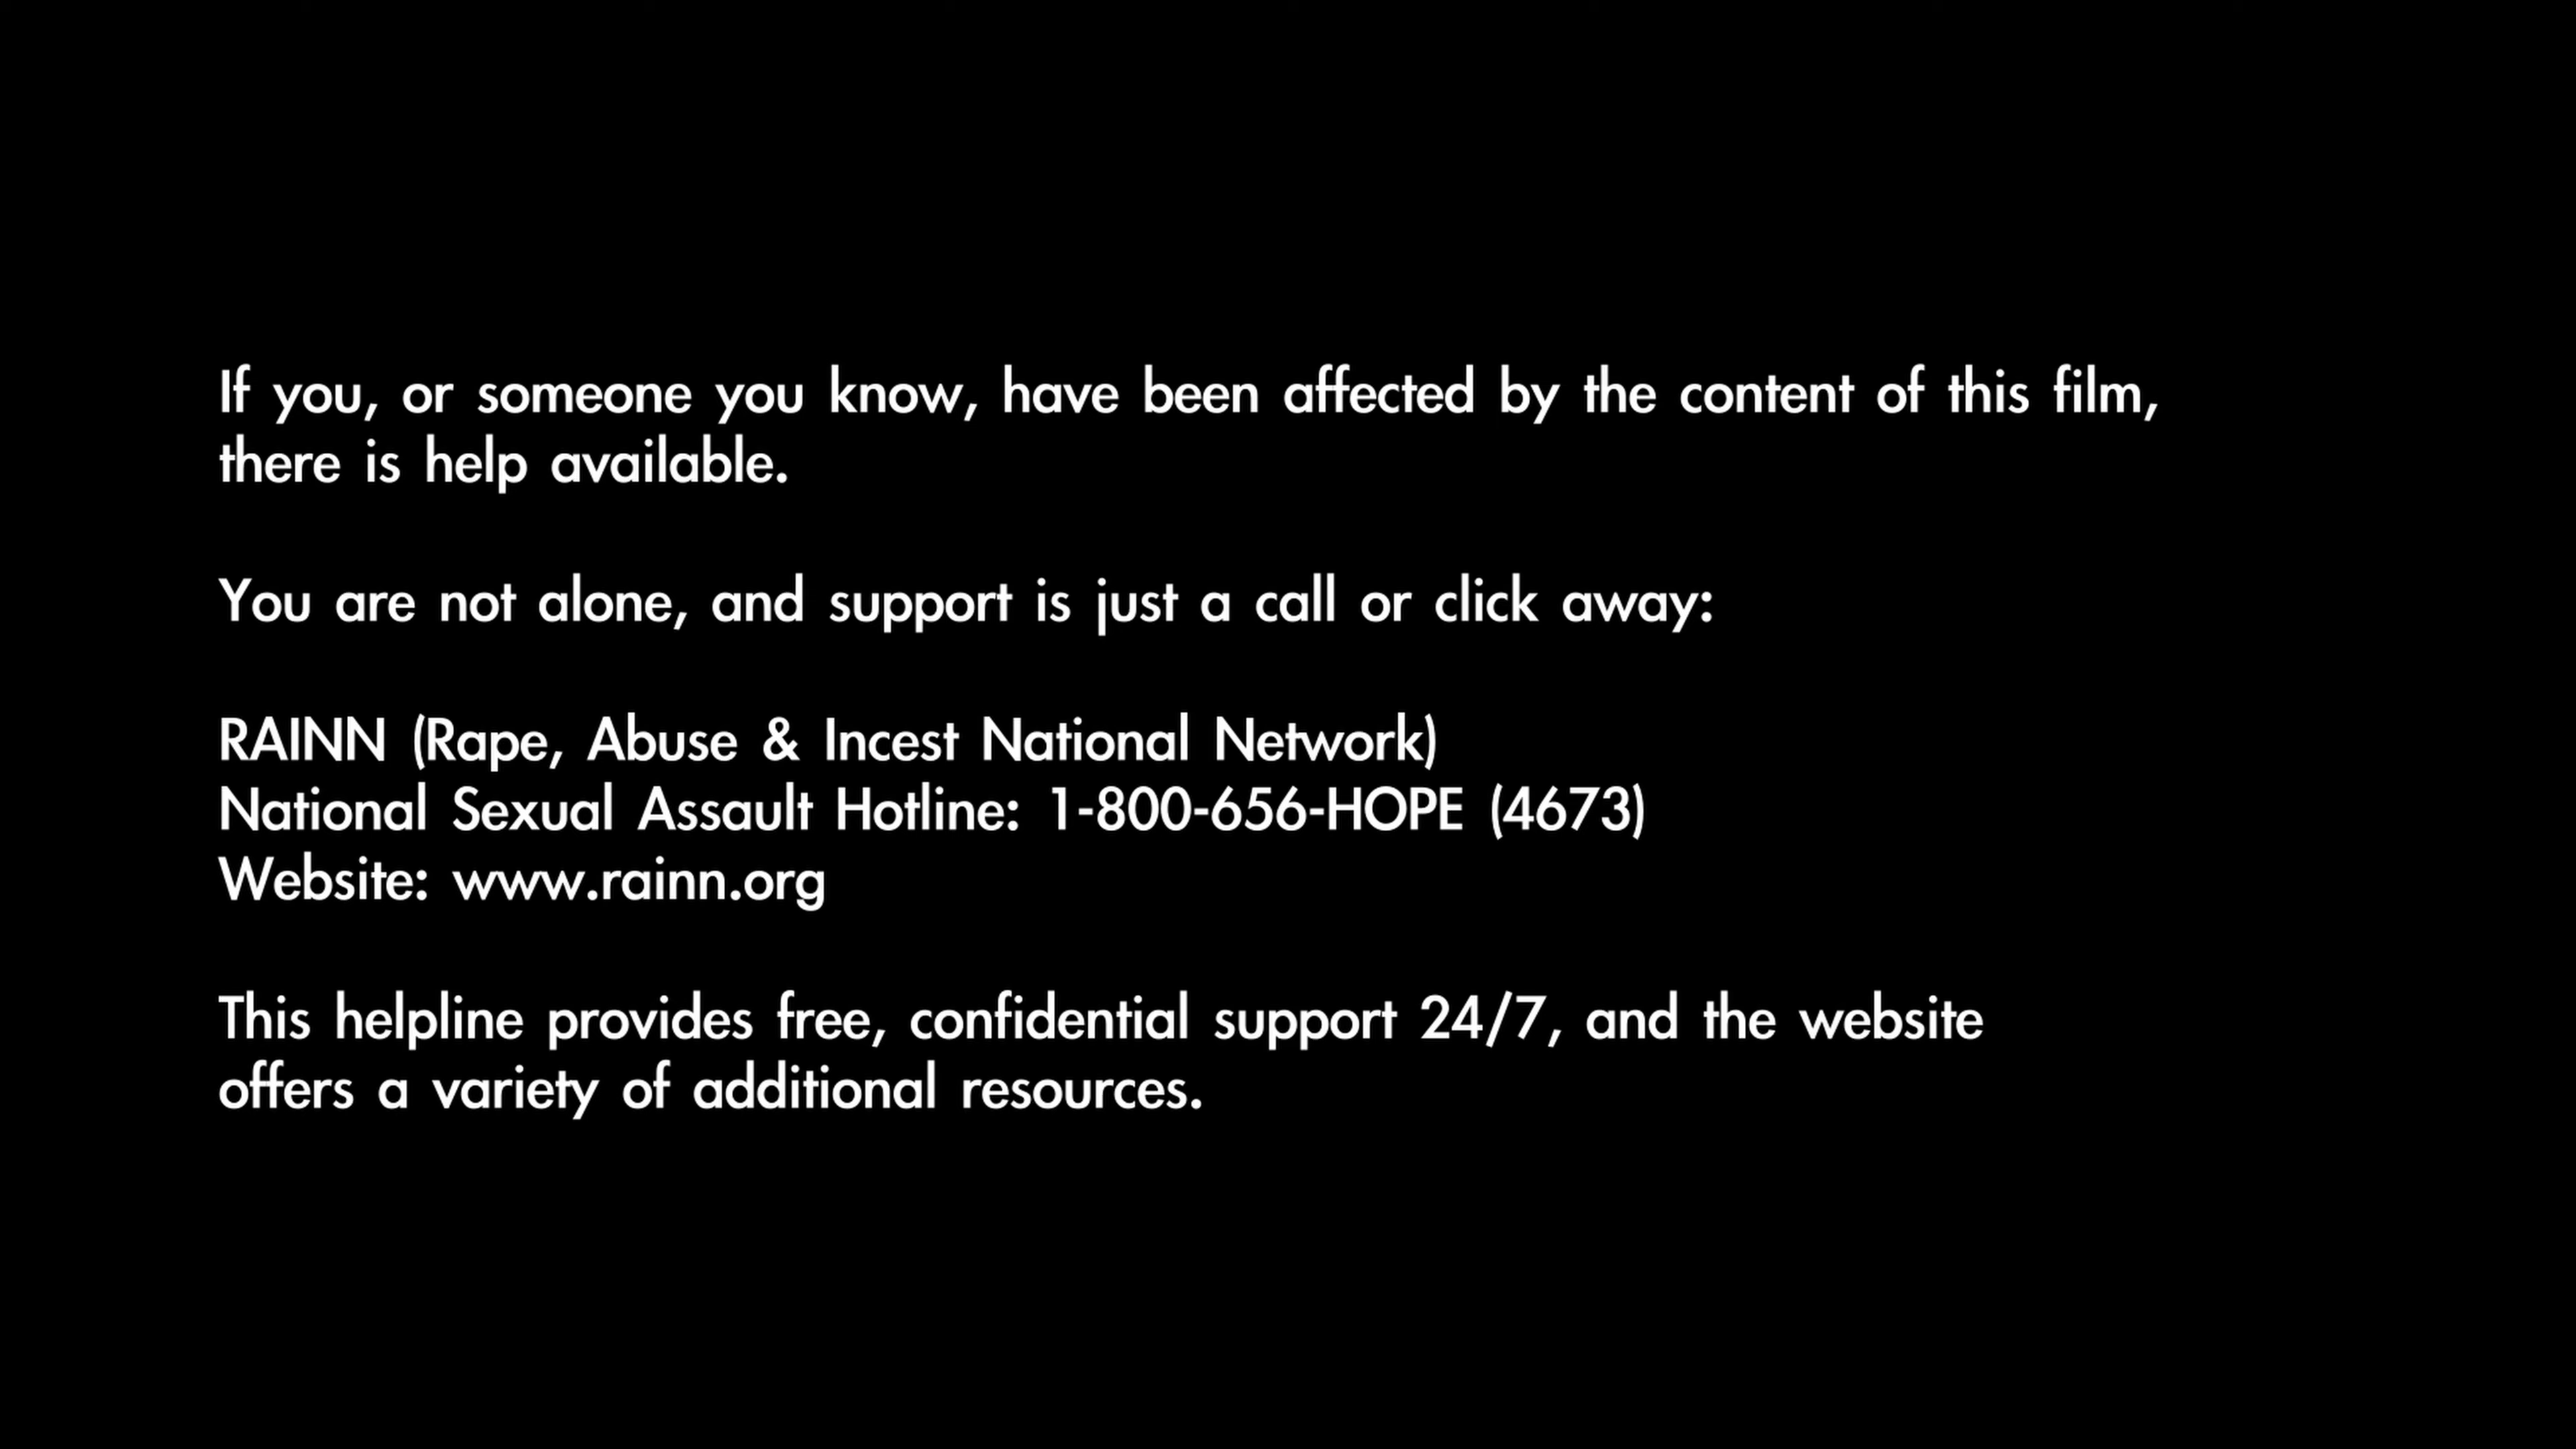 If you, or someone you know, have been affected by the content of this film,
there is help available.
You are not alone, and support is just a call or click away:
RAINN (Rape, Abuse & Incest National Network)
National Sexual Assault Hotline: 1-800-656-HOPE (4673)
Website: www.rainn.org
This helpline provides free, confidential support 24/7, and the website
offers a variety of additional resources.